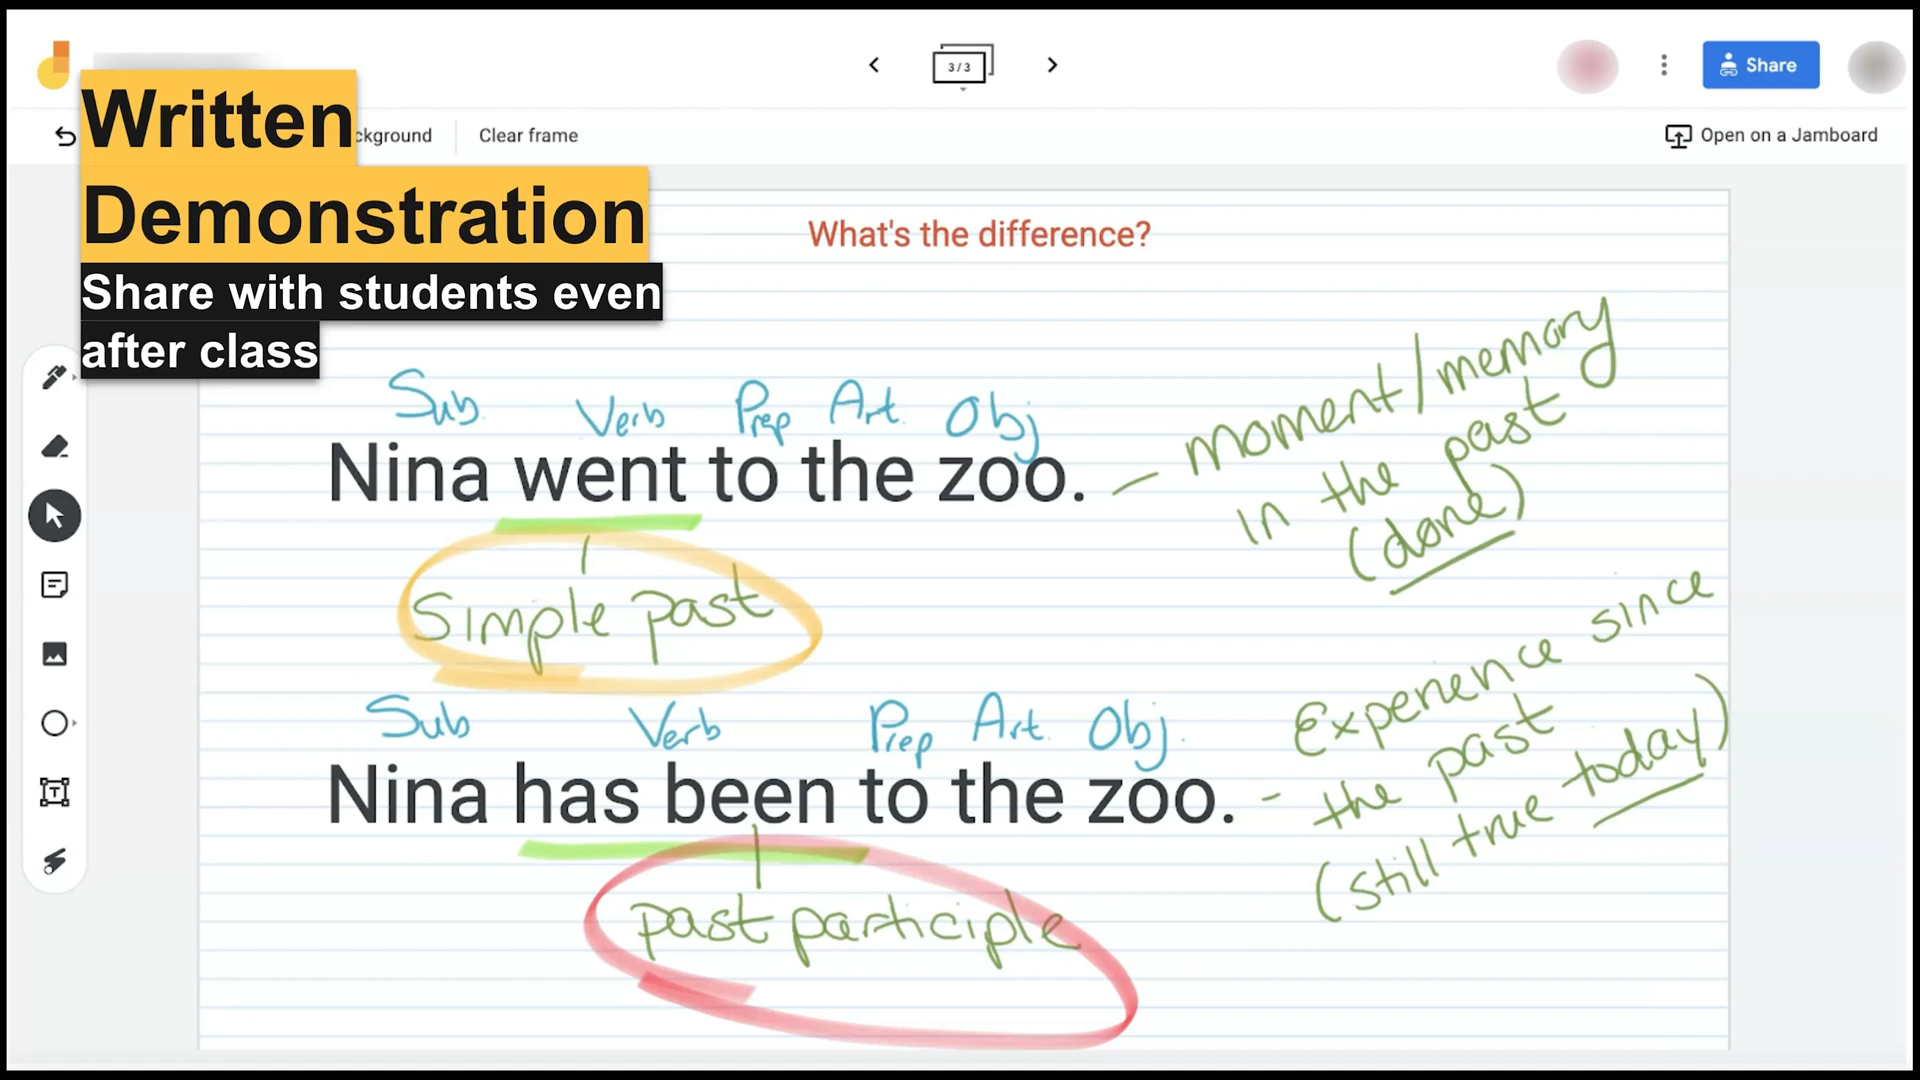 3/3
Share
Written
Demonstration
Share with students even
after class
ckground
Clear frame
Open on a Jamboard
What's the difference?
Sub. Verb Prep Art. Obj
Nina went to the zoo.
— moment/memory
in the past
(done)
Simple past
Sub Verb Prep Art. Obj.
Nina has been to the zoo.
- Experience since
the past
(still true today)
past participle
T